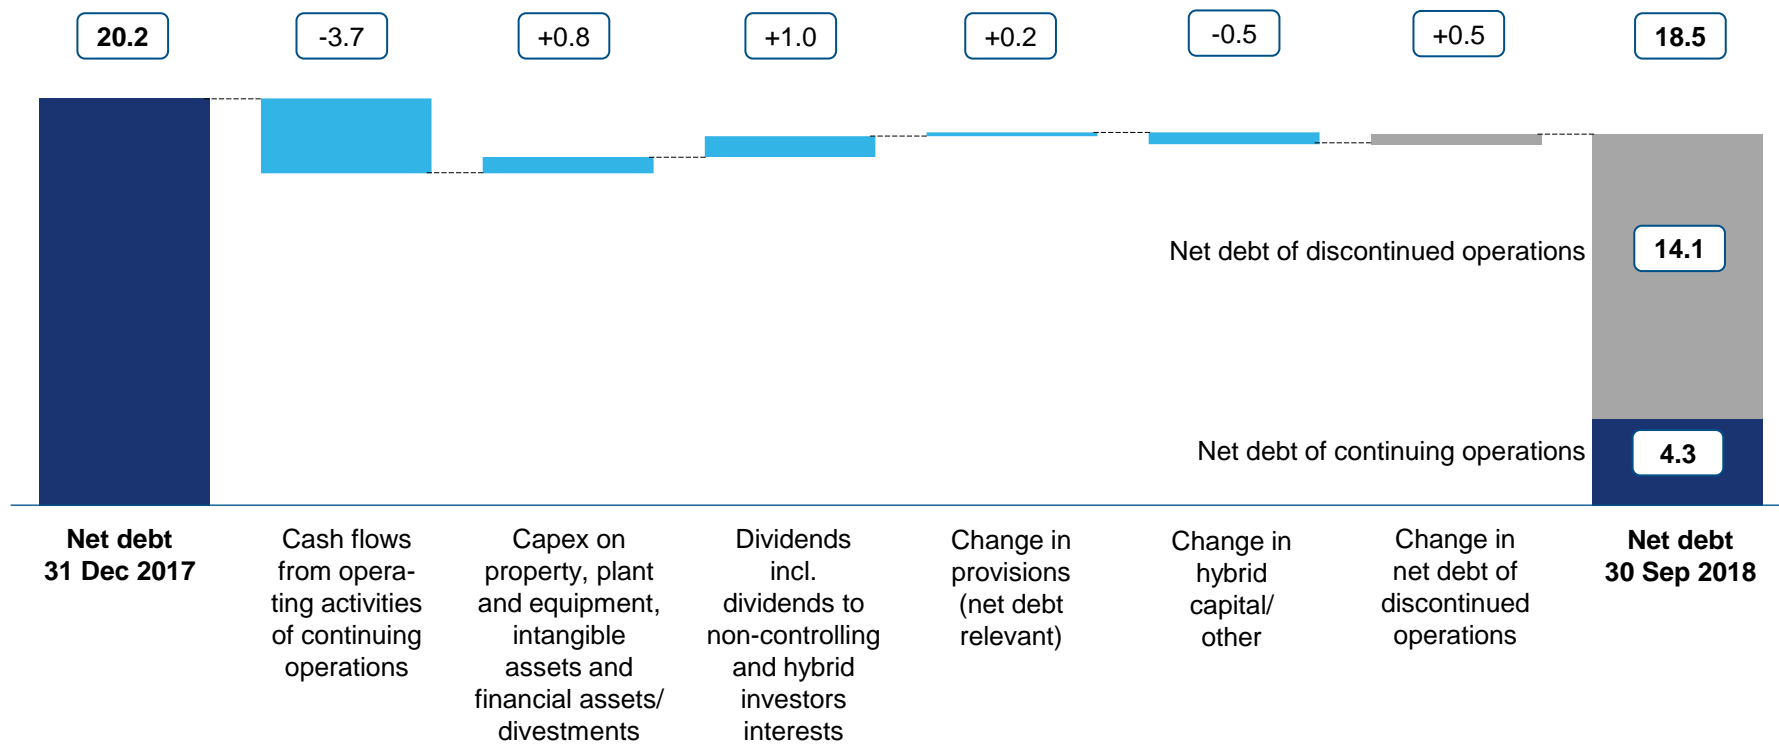 20.2
-3.7
+0.8
+1.0
+0.2
-0.5
+0.5
18.5
Net debt of discontinued operations
14.1
Net debt of continuing operations
4.3
Net debt
31 Dec 2017
Cash flows
from opera-
ting activities
of continuing
operations
Capex on
property, plant
and equipment,
intangible
assets and
financial assets/
divestments
Dividends
incl.
dividends to
non-controlling
and hybrid
investors
interests
Change in
provisions
(net debt
relevant)
Change in
hybrid
capital/
other
Change in
net debt of
discontinued
operations
Net debt
30 Sep 2018